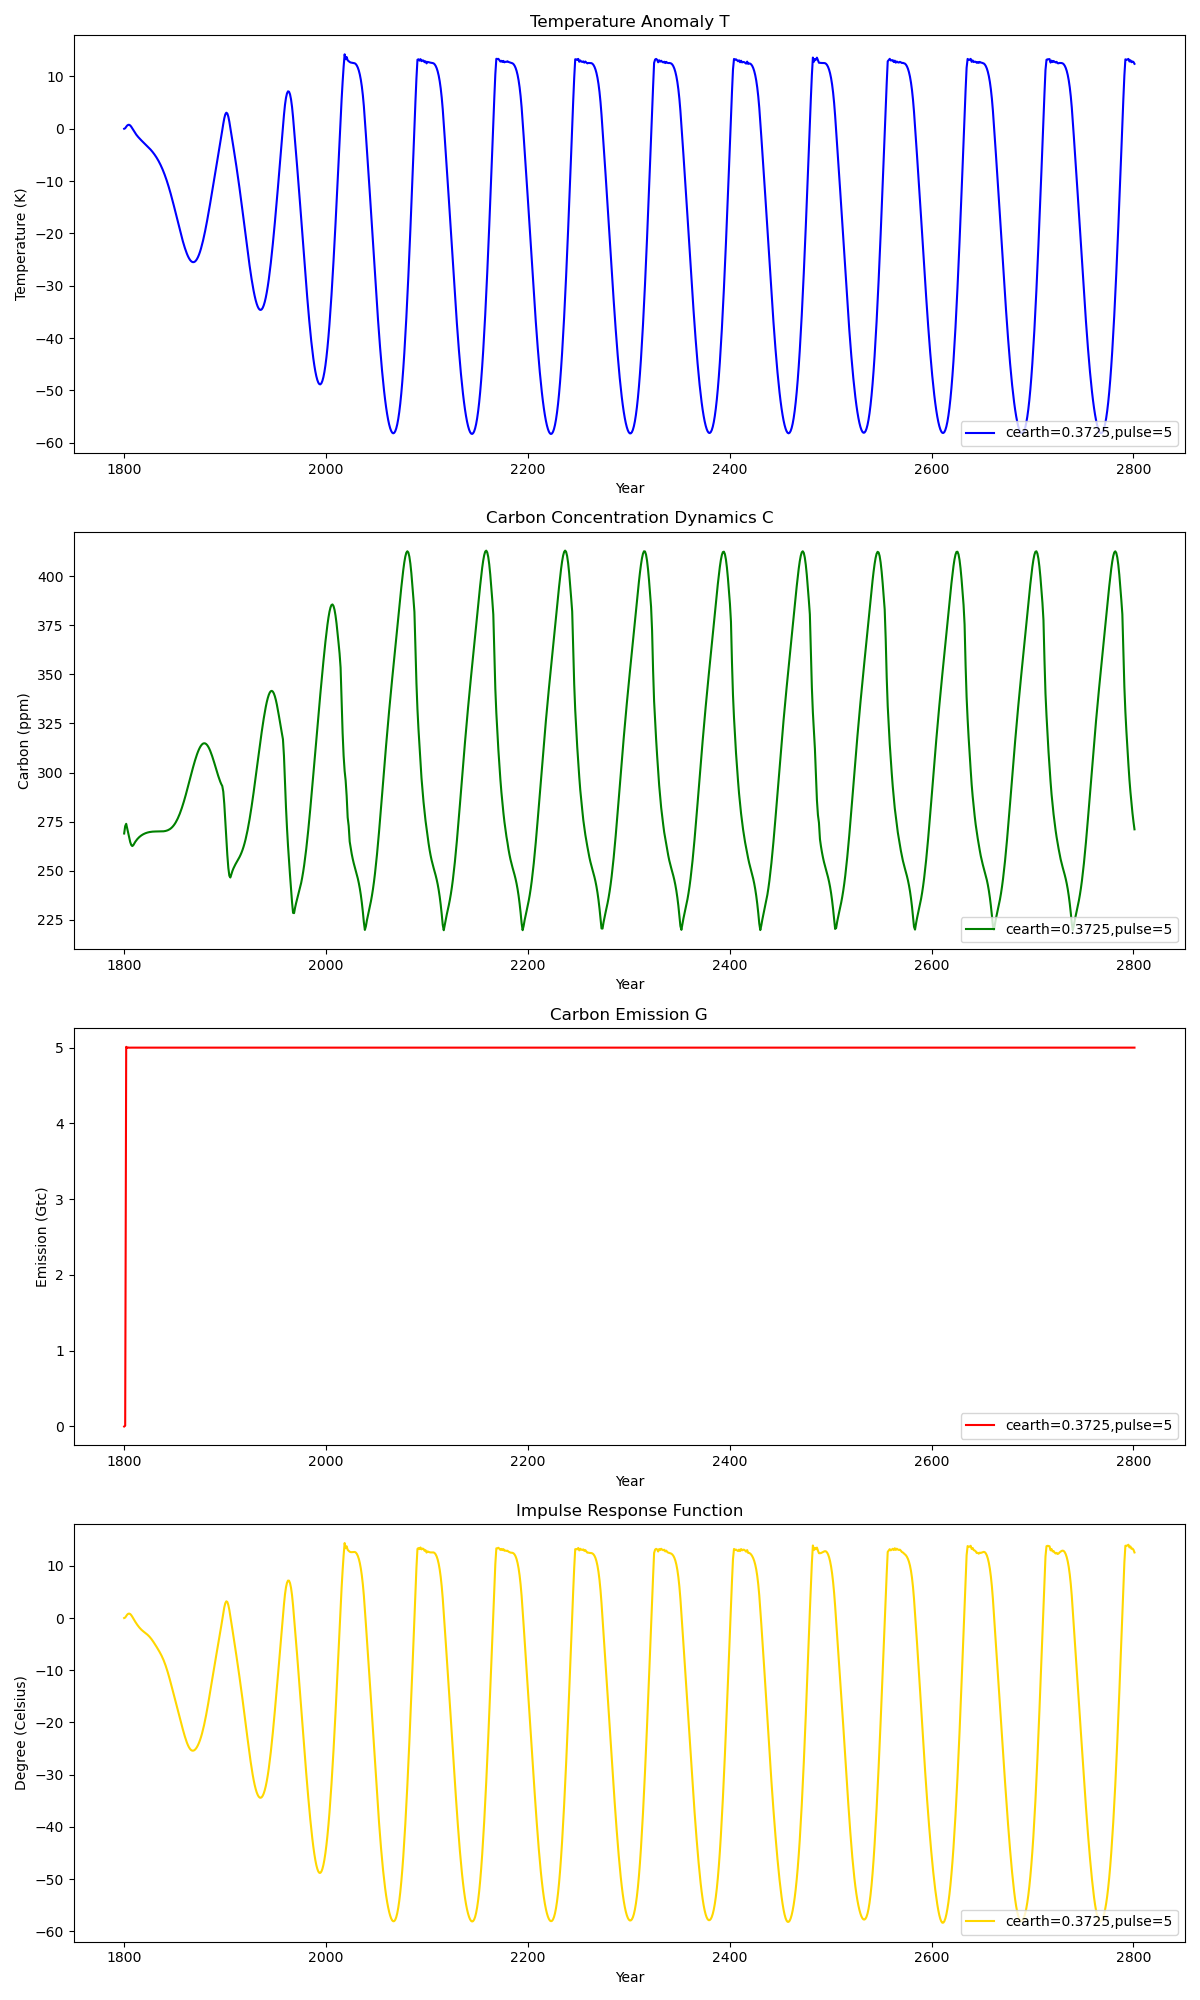 Temperature Anomaly T
10
0
−10
−20
−30
−40
−50
−60
Temperature (K)
cearth=0.3725,pulse=5
1800 2000 2200 2400 2600 2800
Year
Carbon Concentration Dynamics C
400
375
350
325
300
275
250
225
Carbon (ppm)
cearth=0.3725,pulse=5
1800 2000 2200 2400 2600 2800
Year
Carbon Emission G
5
4
3
2
1
0
Emission (Gtc)
cearth=0.3725,pulse=5
1800 2000 2200 2400 2600 2800
Year
Impulse Response Function
10
0
−10
−20
−30
−40
−50
−60
Degree (Celsius)
cearth=0.3725,pulse=5
1800 2000 2200 2400 2600 2800
Year